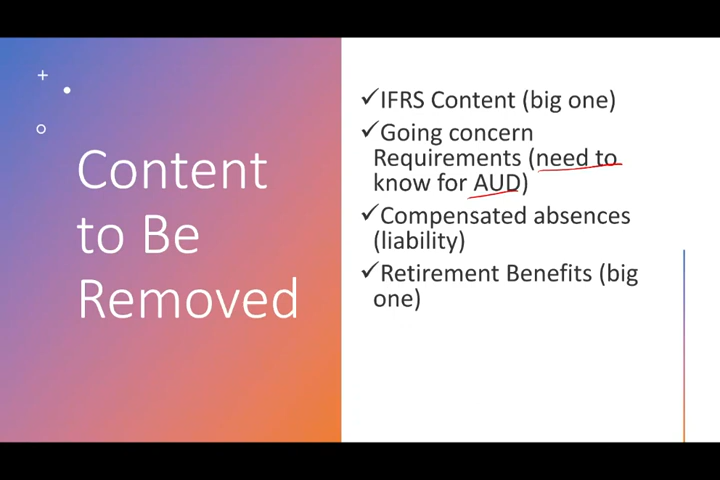 Content
to Be
Removed
✓IFRS Content (big one)
✓Going concern
Requirements (need to
know for AUD)
✓Compensated absences
(liability)
✓Retirement Benefits (big
one)